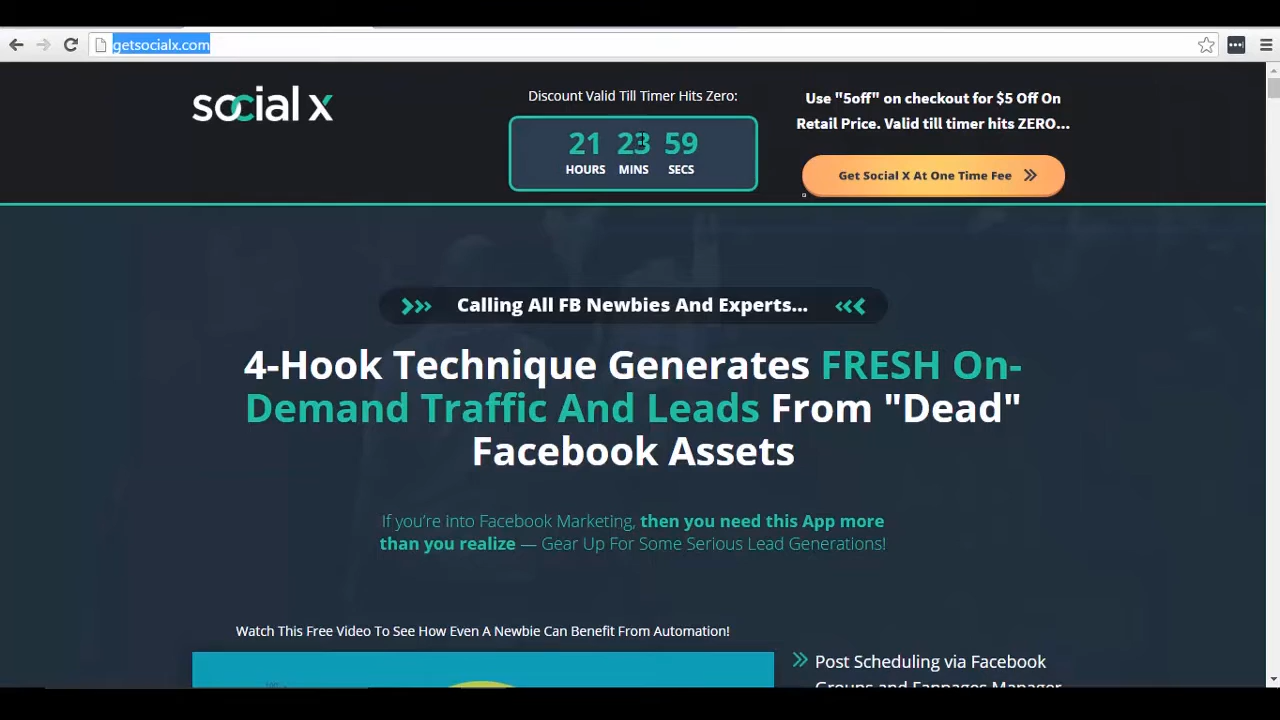 getsocialx.com
social x
Discount Valid Till Timer Hits Zero:
21 23 59
HOURS MINS SECS
Use "5off" on checkout for $5 Off On
Retail Price. Valid till timer hits ZERO...
Get Social X At One Time Fee
Calling All FB Newbies And Experts...
4-Hook Technique Generates FRESH On-
Demand Traffic And Leads From "Dead"
Facebook Assets
If you're into Facebook Marketing, then you need this App more
than you realize — Gear Up For Some Serious Lead Generations!
Watch This Free Video To See How Even A Newbie Can Benefit From Automation!
Post Scheduling via Facebook
Groups and Fanpages Manager